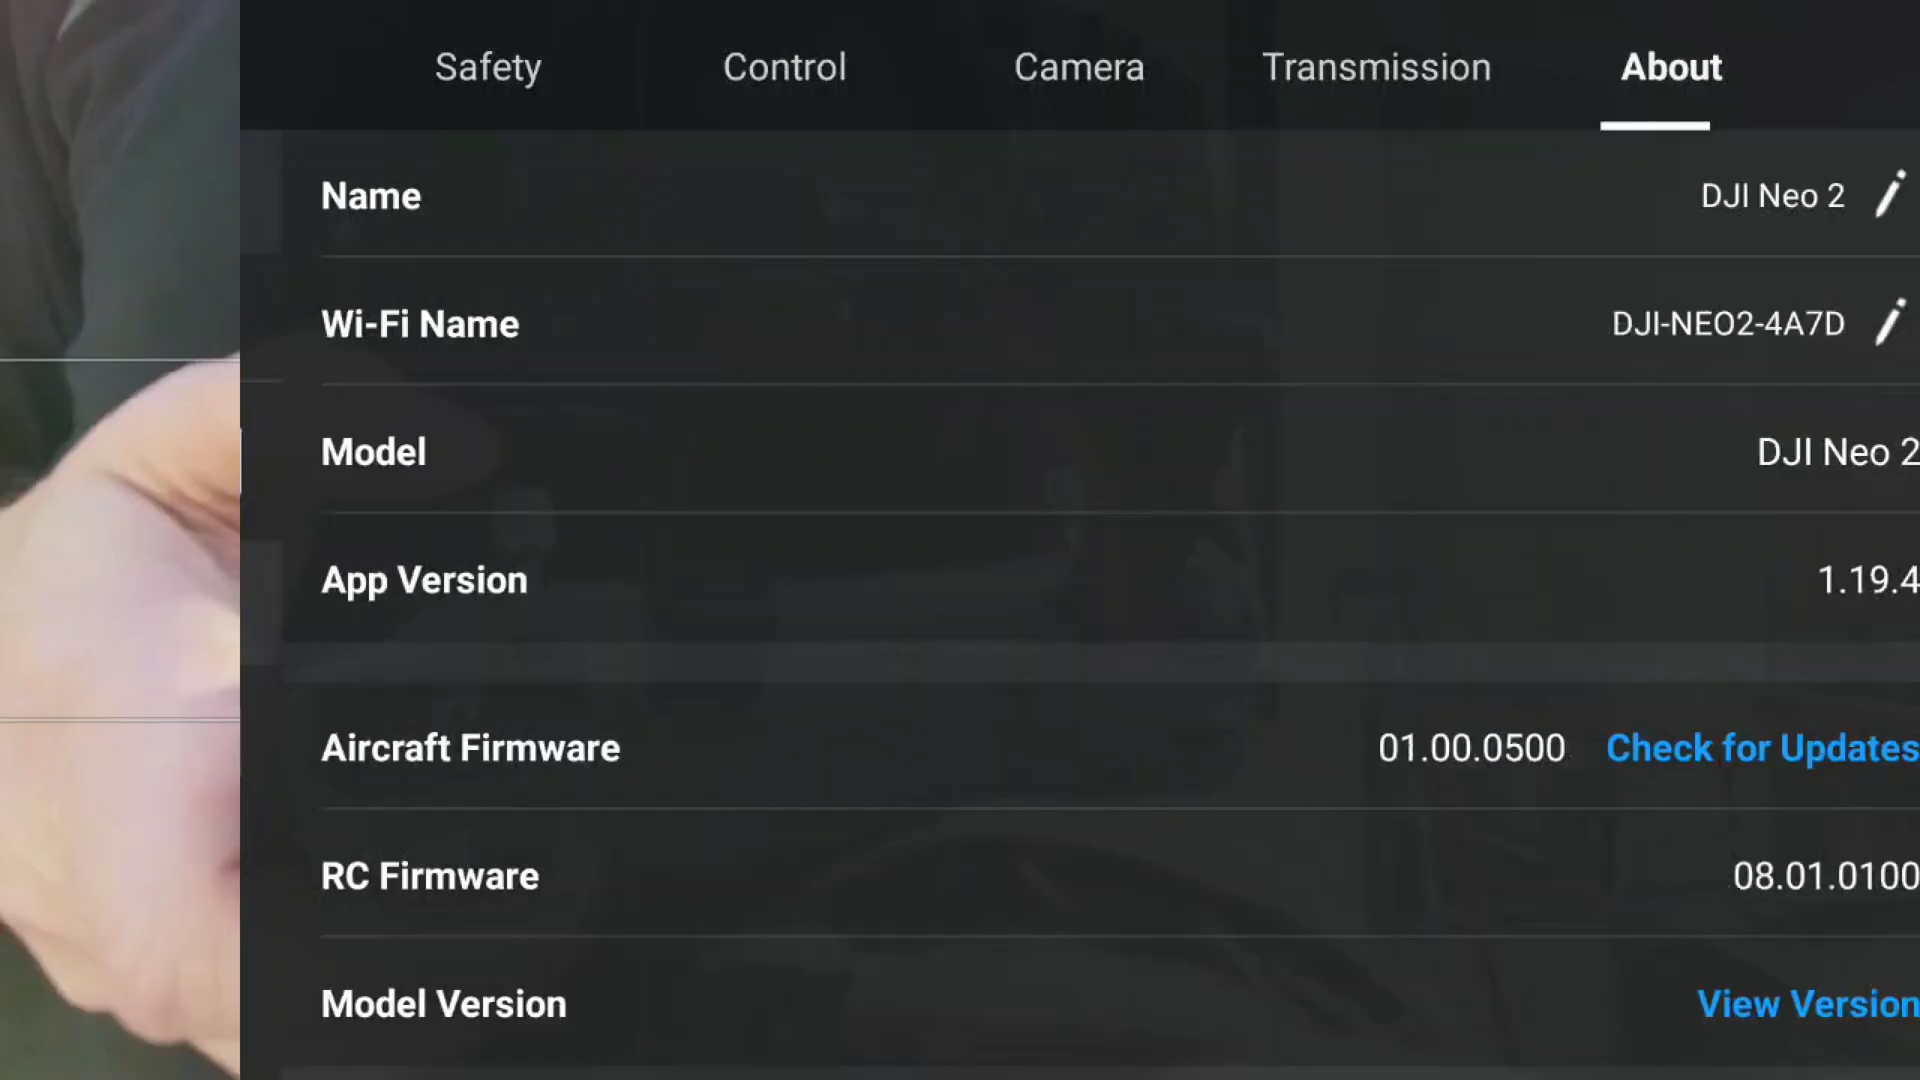 Safety Control Camera Transmission About
Name DJI Neo 2
Wi-Fi Name DJI-NEO2-4A7D
Model DJI Neo 2
App Version 1.19.4
Aircraft Firmware 01.00.0500 Check for Updates
RC Firmware 08.01.0100
Model Version View Version